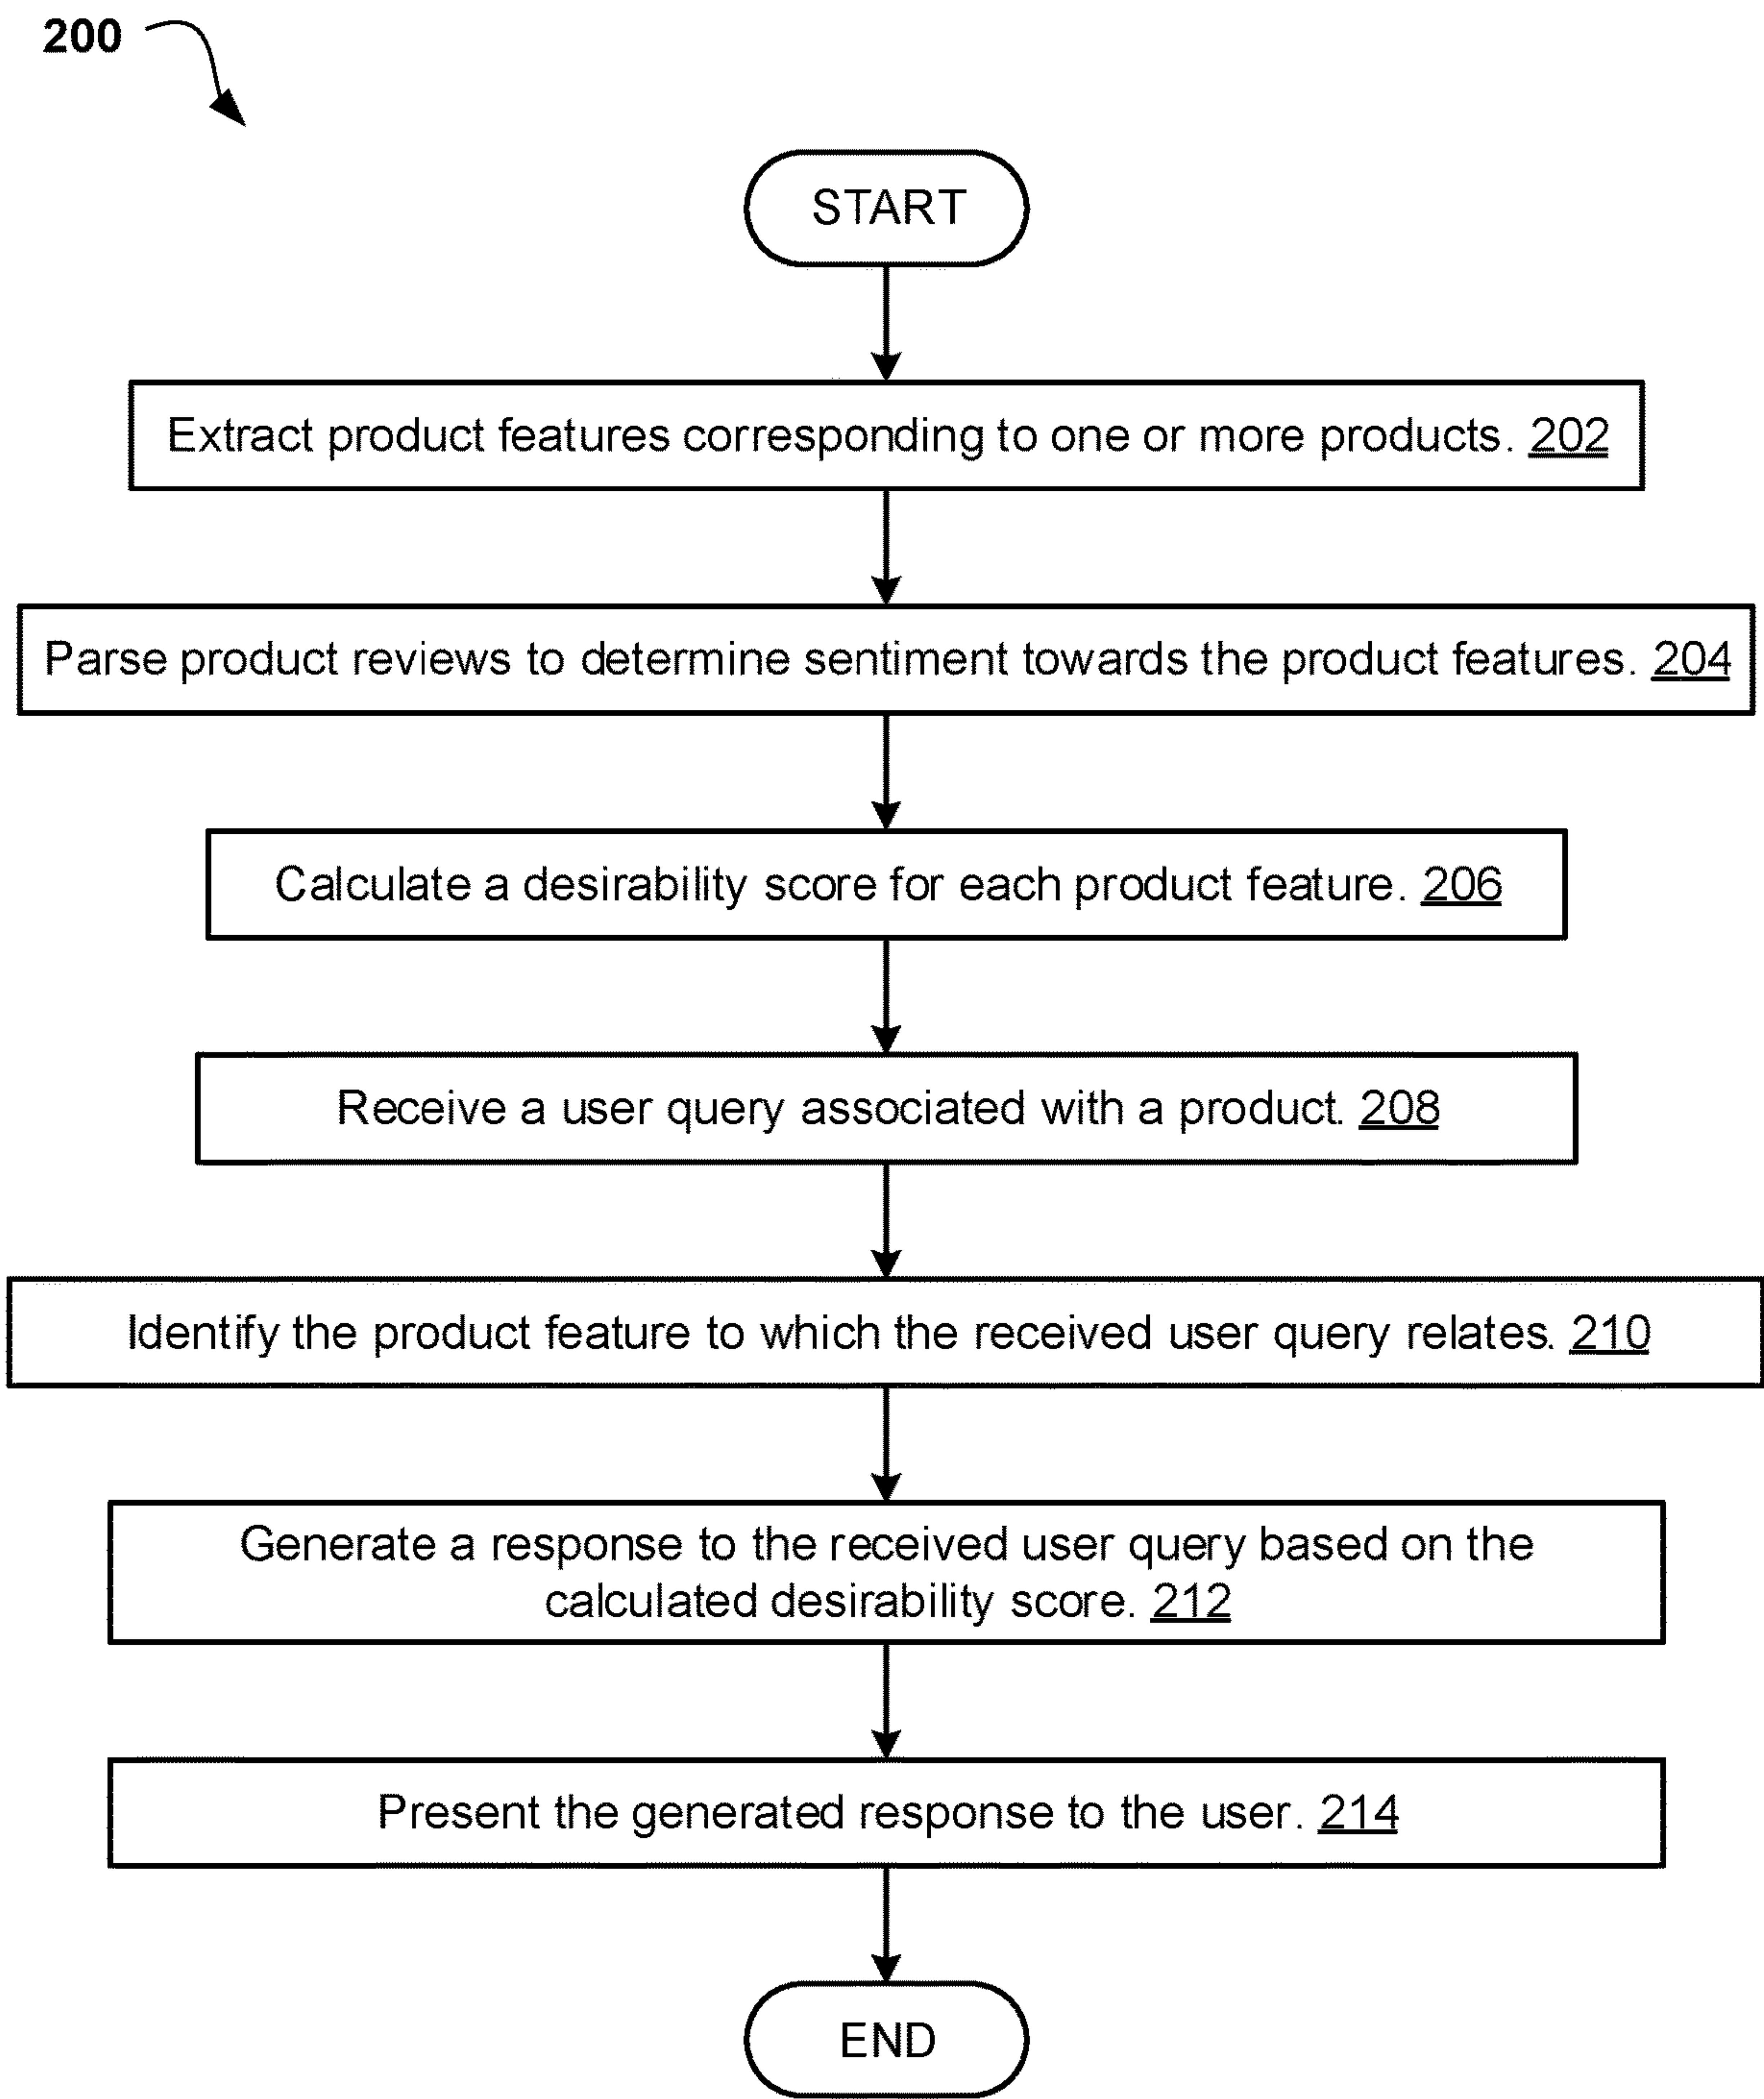 200
START
Extract product features corresponding to one or more products. 202
Parse product reviews to determine sentiment towards the product features. 204
Calculate a desirability score for each product feature. 206
Receive a user query associated with a product. 208
Identify the product feature to which the received user query relates. 210
Generate a response to the received user query based on the
calculated desirability score. 212
Present the generated response to the user. 214
END